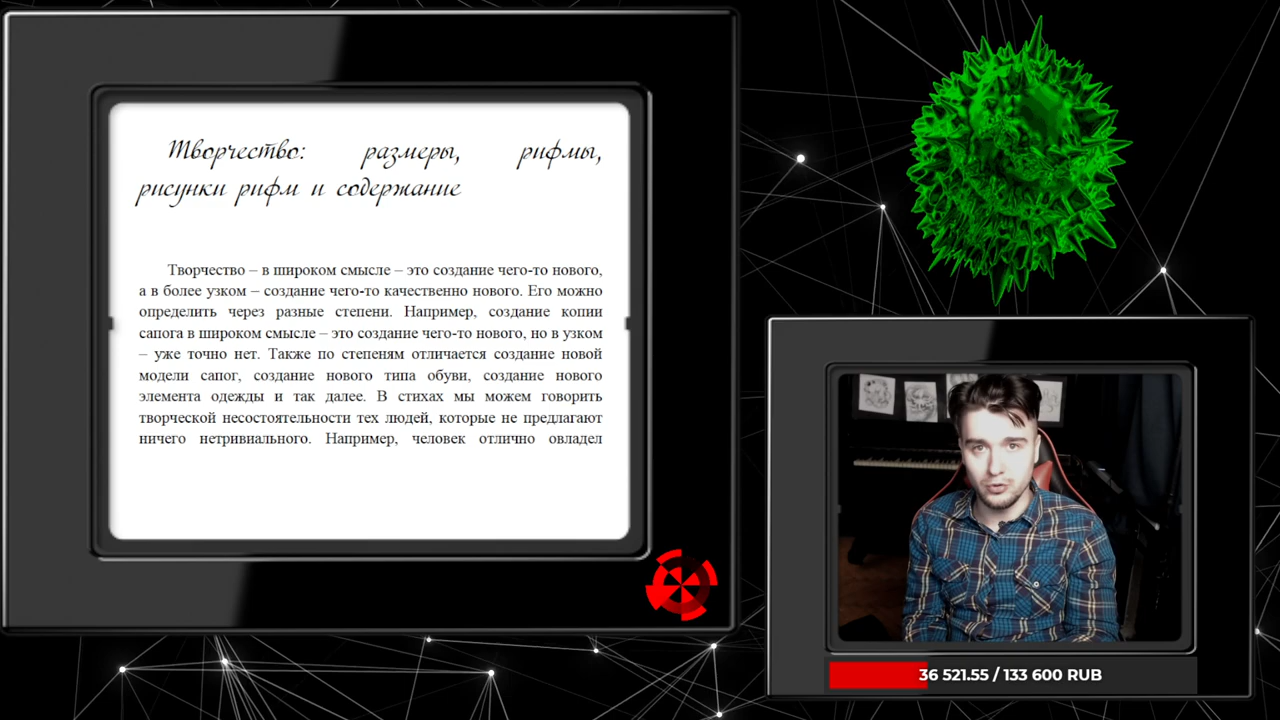 Творчество: размеры, рифмы,
рисунки рифм и содержание
Творчество – в широком смысле – это создание чего-то нового,
а в более узком – создание чего-то качественно нового. Его можно
определить через разные степени. Например, создание копии
сапога в широком смысле – это создание чего-то нового, но в узком
– уже точно нет. Также по степеням отличается создание новой
модели сапог, создание нового типа обуви, создание нового
элемента одежды и так далее. В стихах мы можем говорить
творческой несостоятельности тех людей, которые не предлагают
ничего нетривиального. Например, человек отлично овладел
36 521.55 / 133 600 RUB